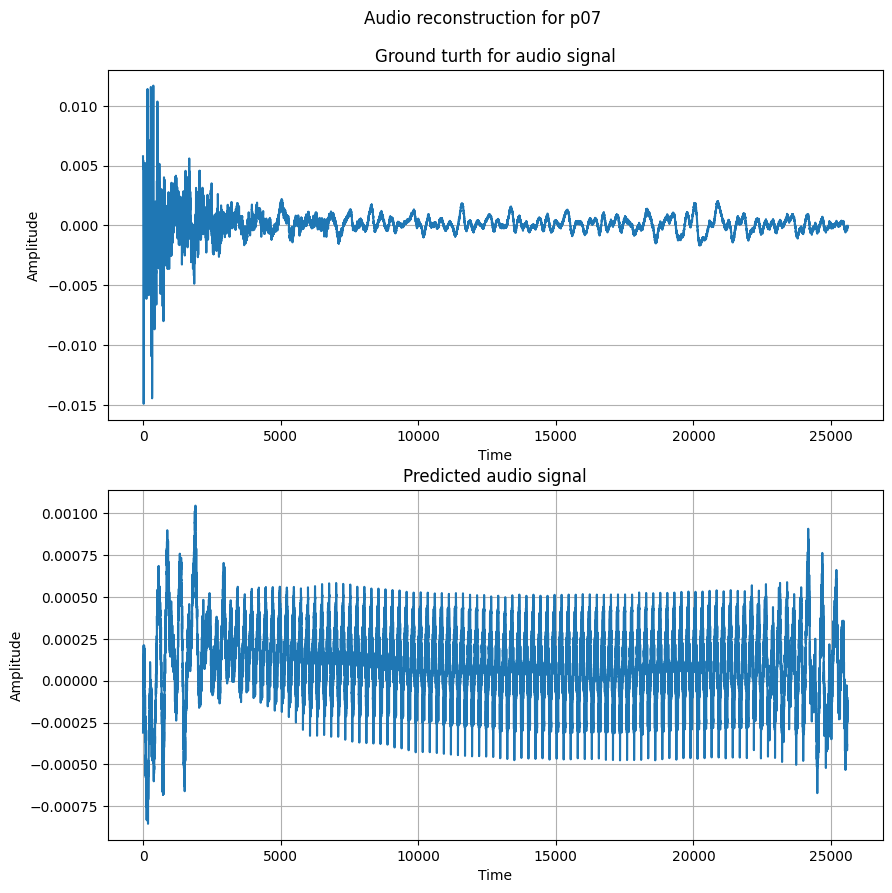 Audio reconstruction for p07
Ground turth for audio signal
0.010
0.005
0.000
−0.005
−0.010
−0.015
Amplitude
0 5000 10000 15000 20000 25000
Time
Predicted audio signal
0.00100
0.00075
0.00050
0.00025
0.00000
−0.00025
−0.00050
−0.00075
Amplitude
0 5000 10000 15000 20000 25000
Time